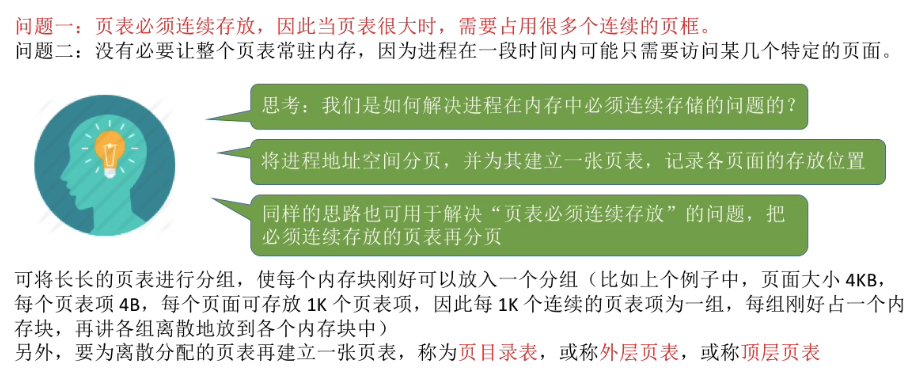 问题一：页表必须连续存放，因此当页表很大时，需要占用很多个连续的页框。
问题二：没有必要让整个页表常驻内存，因为进程在一段时间内可能只需要访问某几个特定的页面。
思考：我们是如何解决进程在内存中必须连续存储的问题的？
将进程地址空间分页，并为其建立一张页表，记录各页面的存放位置
同样的思路也可用于解决“页表必须连续存放”的问题，把
必须连续存放的页表再分页
可将长长的页表进行分组，使每个内存块刚好可以放入一个分组（比如上个例子中，页面大小 4KB，
每个页表项 4B，每个页面可存放 1K 个页表项，因此每 1K 个连续的页表项为一组，每组刚好占一个内
存块，再讲各组离散地放到各个内存块中）
另外，要为离散分配的页表再建立一张页表，称为页目录表，或称外层页表，或称顶层页表